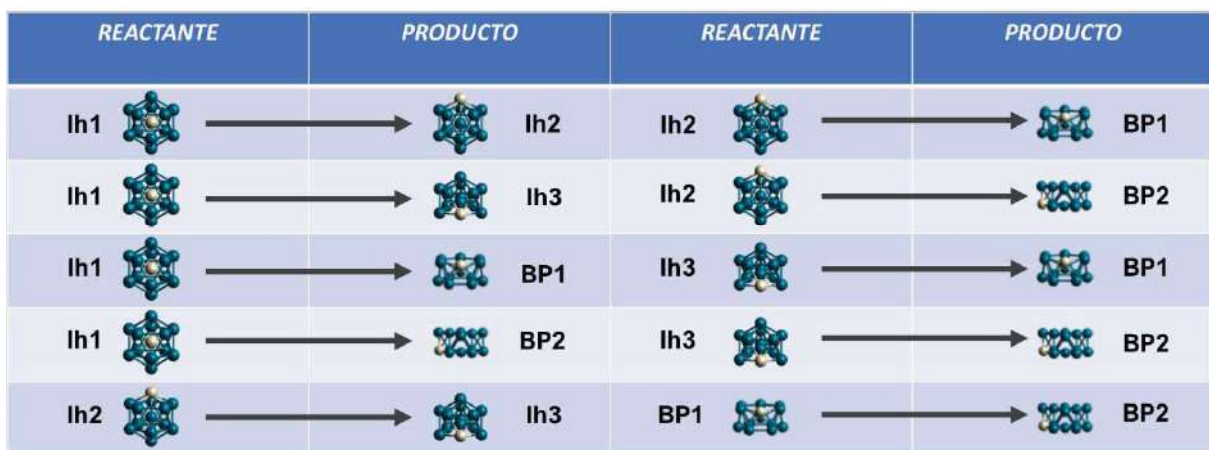 REACTANTE PRODUCTO REACTANTE PRODUCTO
Ih1 Ih2 Ih2 BP1
Ih1 Ih3 Ih2 BP2
Ih1 BP1 Ih3 BP1
Ih1 BP2 Ih3 BP2
Ih2 Ih3 BP1 BP2